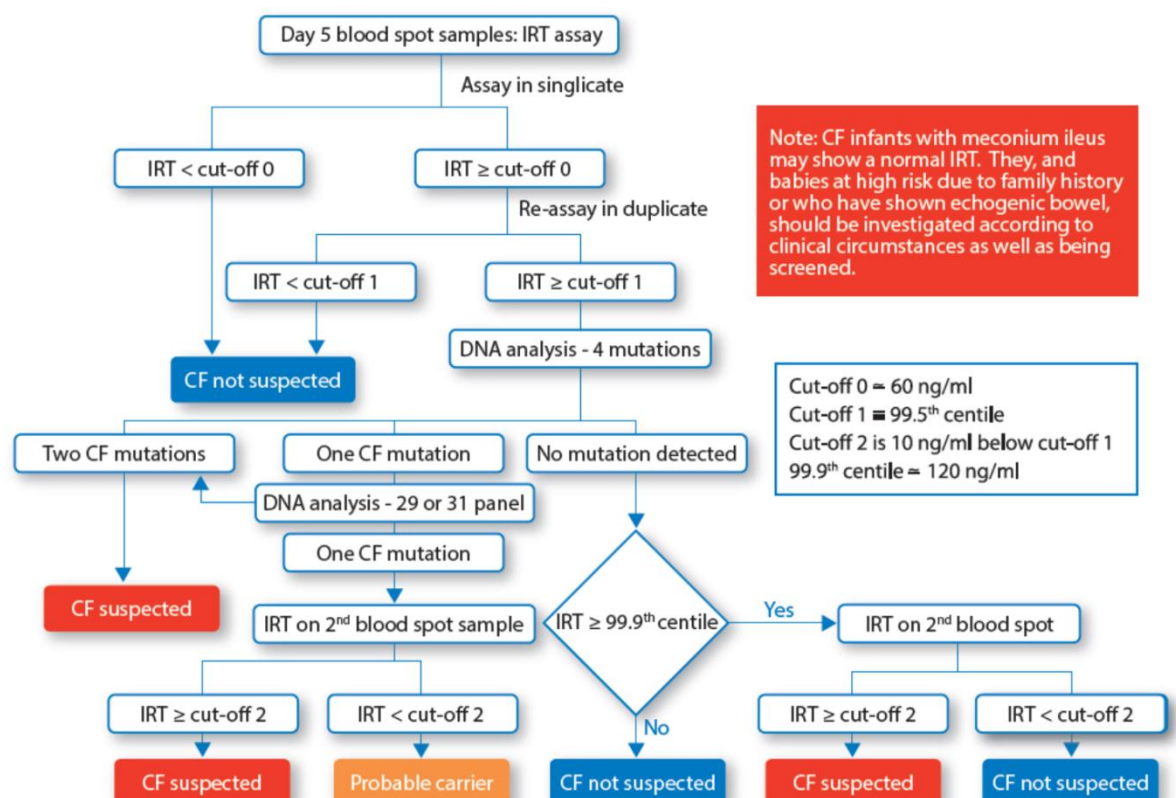 Day 5 blood spot samples: IRT assay
Assay in singlicate
IRT < cut-off 0
IRT ≥ cut-off 0
Re-assay in duplicate
IRT < cut-off 1
IRT ≥ cut-off 1
DNA analysis - 4 mutations
CF not suspected
Note: CF infants with meconium ileus
may show a normal IRT. They, and
babies at high risk due to family history
or who have shown echogenic bowel,
should be investigated according to
clinical circumstances as well as being
screened.
Cut-off 0 ≃ 60 ng/ml
Cut-off 1 ≡ 99.5th centile
Cut-off 2 is 10 ng/ml below cut-off 1
99.9th centile ≃ 120 ng/ml
Two CF mutations
One CF mutation
No mutation detected
DNA analysis - 29 or 31 panel
One CF mutation
CF suspected
IRT on 2nd blood spot sample
IRT ≥ 99.9th centile
Yes
IRT on 2nd blood spot
IRT ≥ cut-off 2
IRT < cut-off 2
No
IRT ≥ cut-off 2
IRT < cut-off 2
CF suspected
Probable carrier
CF not suspected
CF suspected
CF not suspected